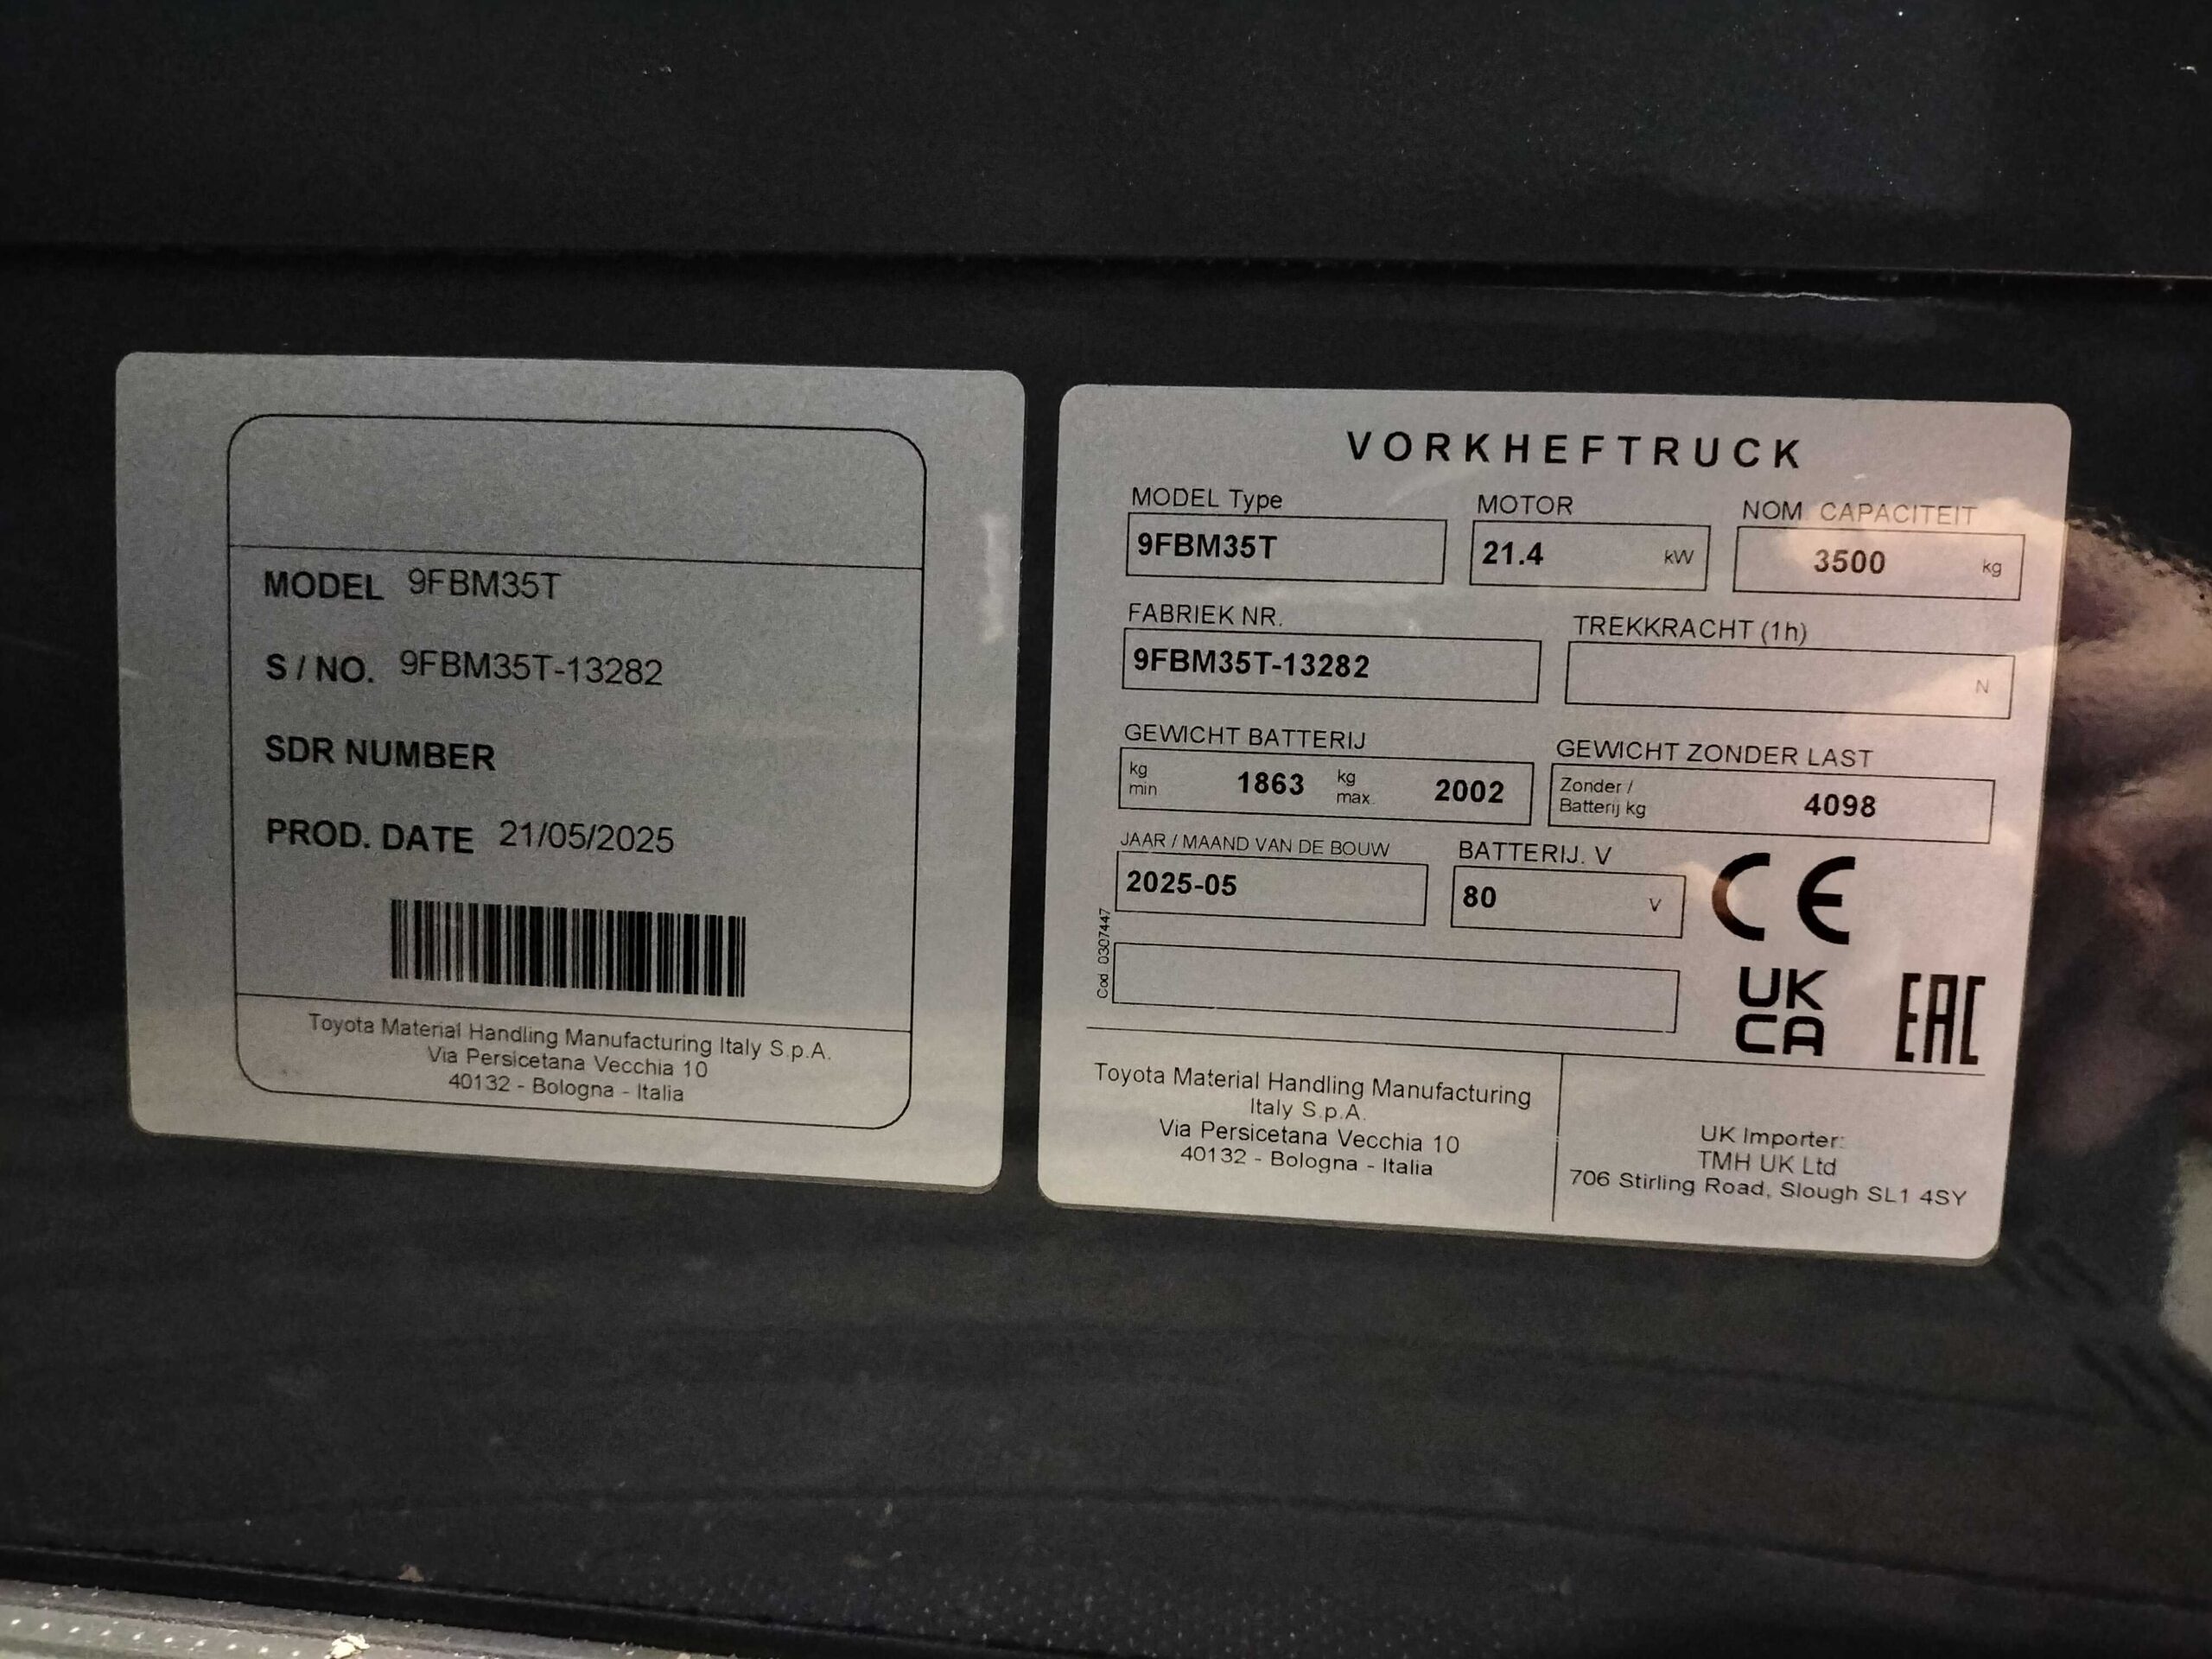 MODEL 9FBM35T
S / NO. 9FBM35T-13282
SDR NUMBER
PROD. DATE 21/05/2025
Toyota Material Handling Manufacturing Italy S.p.A.
Via Persicetana Vecchia 10
40132 - Bologna - Italia
VORKHEFTRUCK
MODEL Type MOTOR NOM. CAPACITEIT
9FBM35T 21.4 kW 3500 kg
FABRIEK NR. TREKKRACHT (1h)
9FBM35T-13282 N
GEWICHT BATTERIJ GEWICHT ZONDER LAST
kg min 1863 kg max. 2002 Zonder / Batterij kg 4098
JAAR / MAAND VAN DE BOUW BATTERIJ. V
2025-05 80 V
CE
Cod. 0307447
UK
CA
EAC
Toyota Material Handling Manufacturing
Italy S.p.A.
Via Persicetana Vecchia 10
40132 - Bologna - Italia
UK Importer:
TMH UK Ltd
706 Stirling Road, Slough SL1 4SY